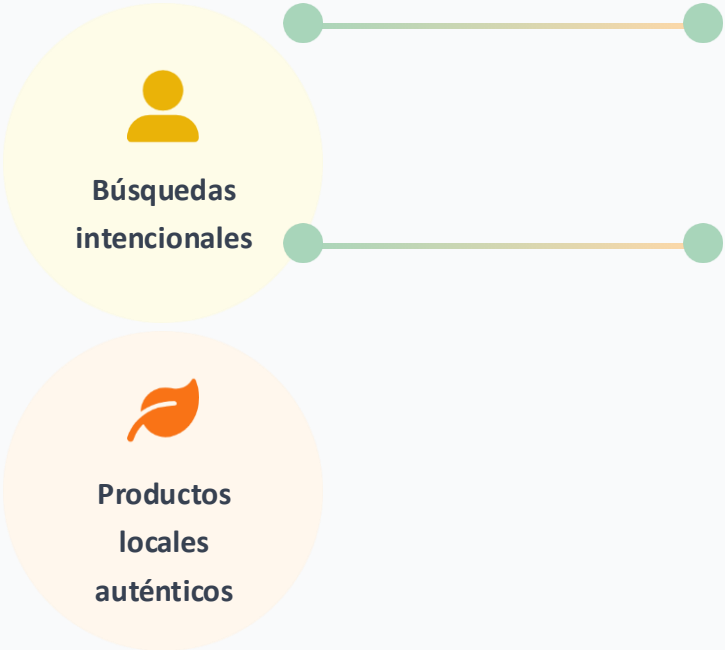 Búsquedas
intencionales
Productos
locales
auténticos